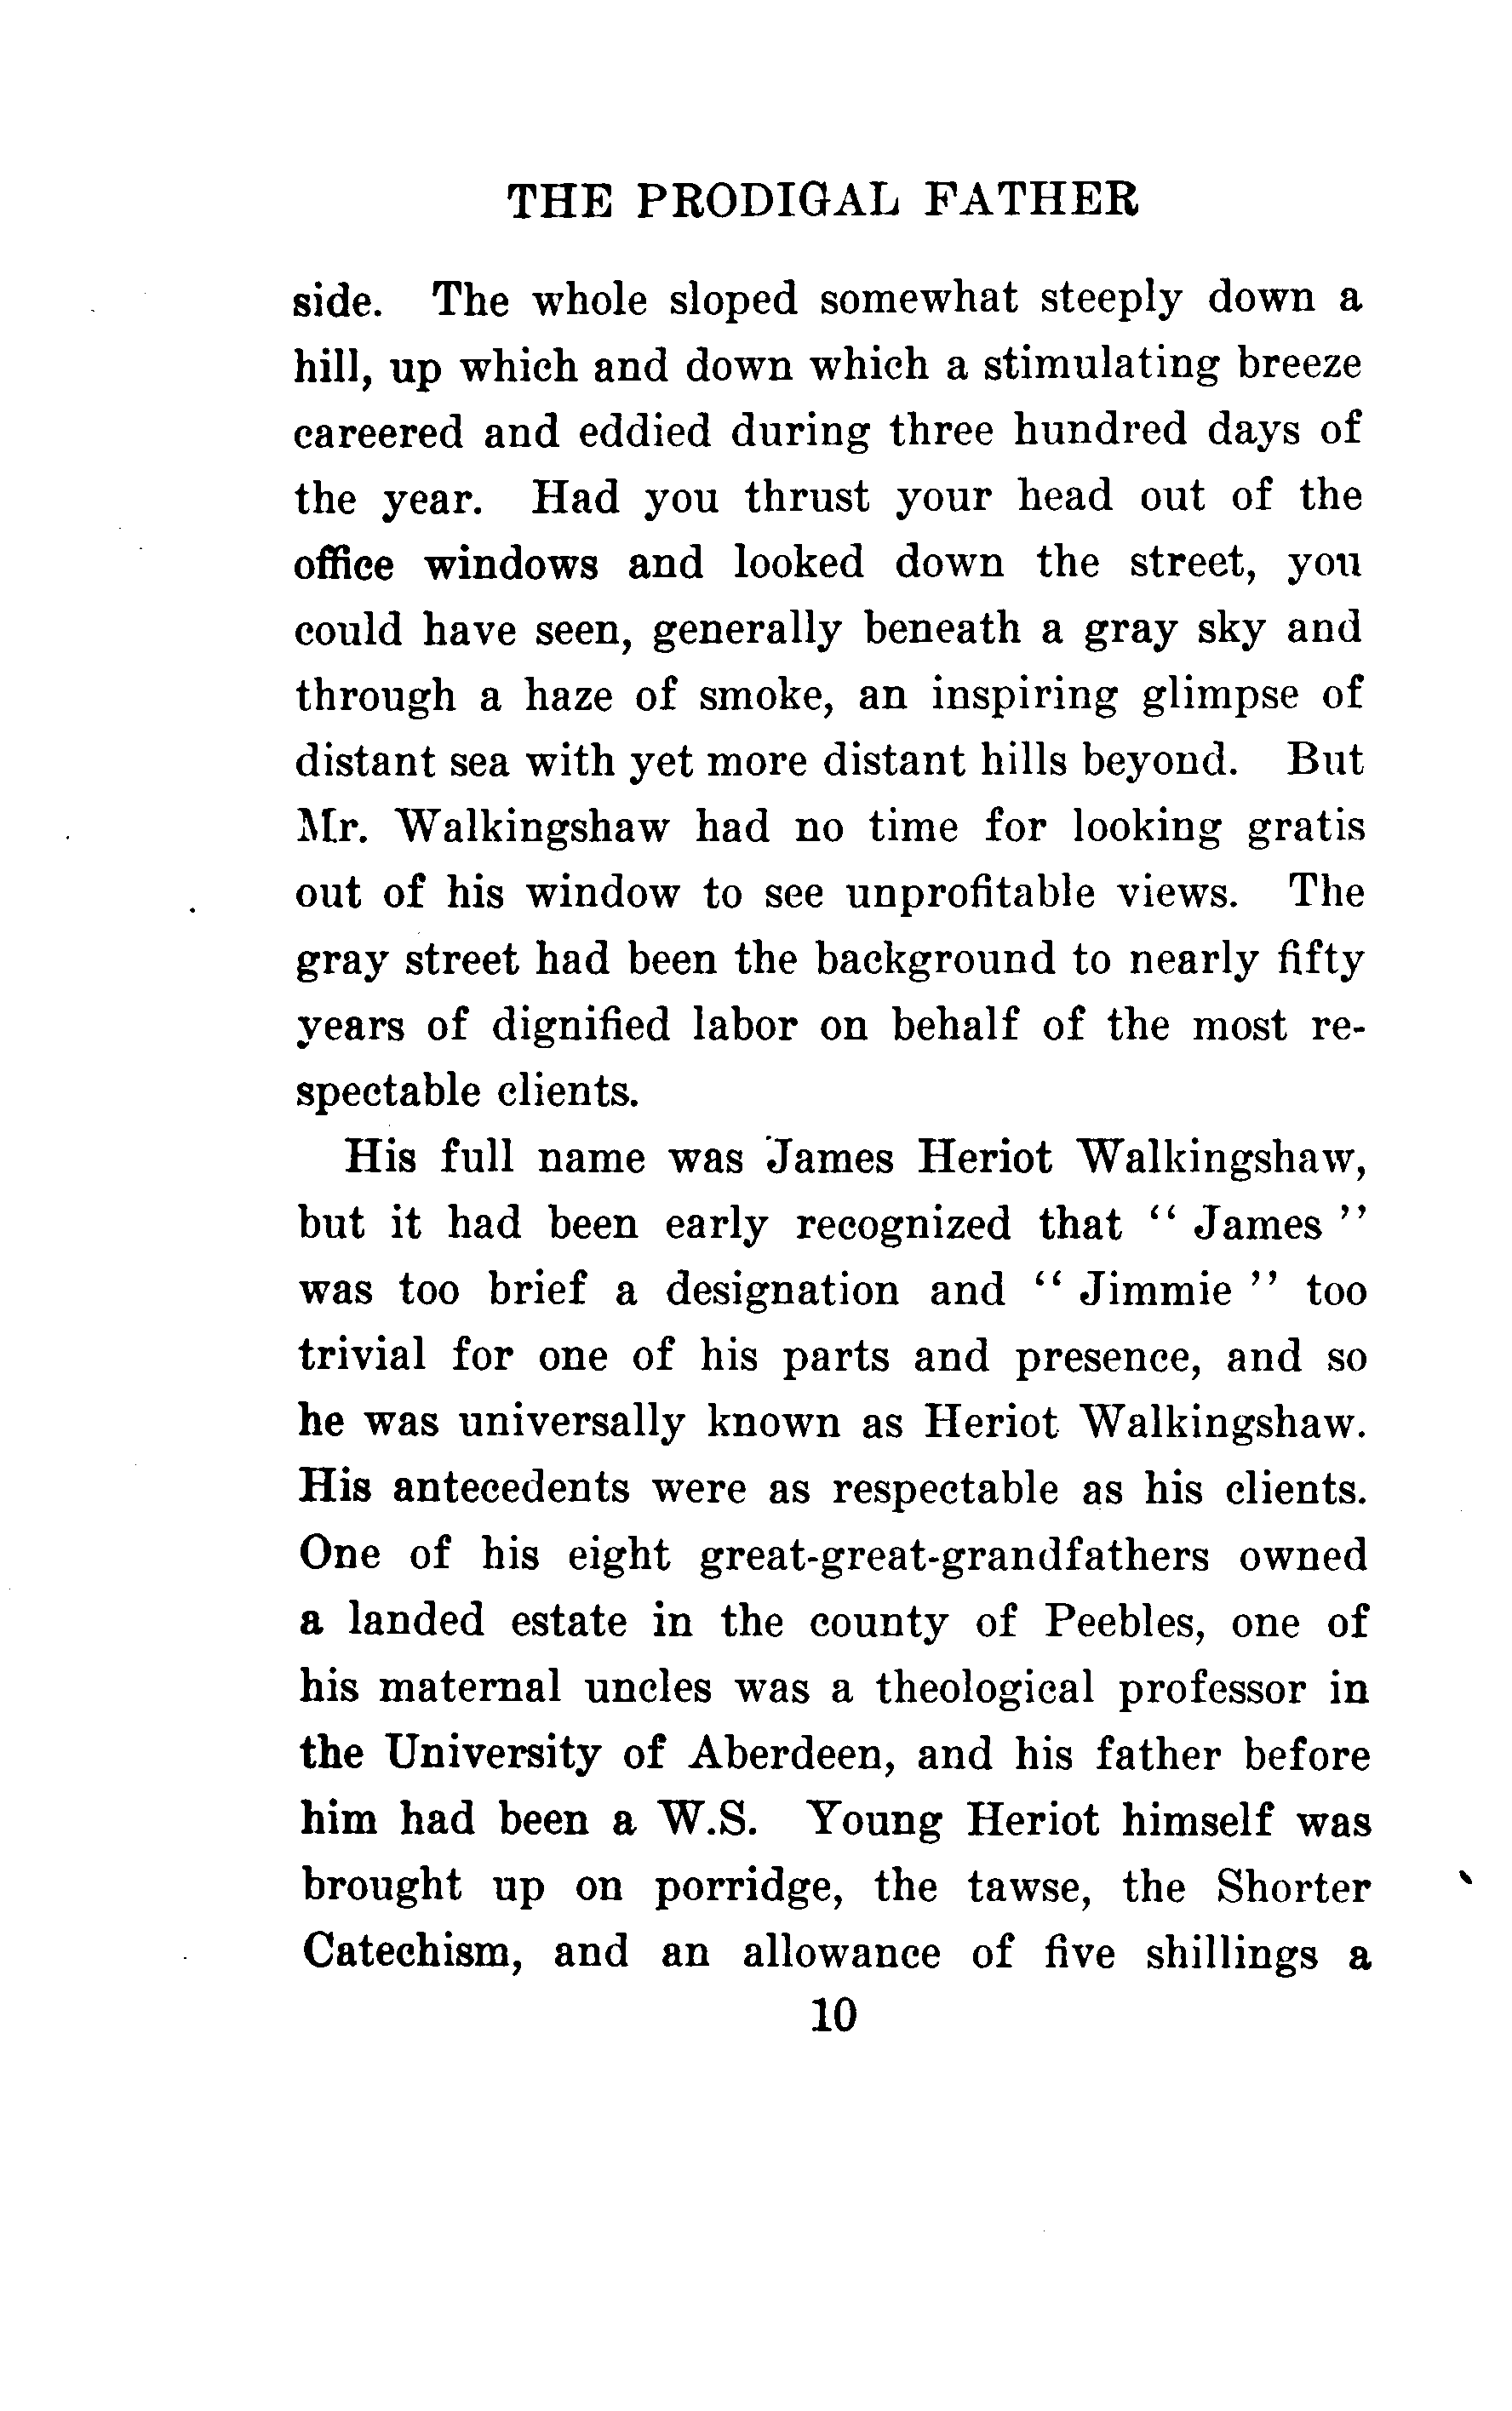 THE PRODIGAL FATHER
side. The whole sloped somewhat steeply down a
hill, up which and down which a stimulating breeze
careered and eddied during three hundred days of
the year. Had you thrust your head out of the
office windows and looked down the street, you
could have seen, generally beneath a gray sky and
through a haze of smoke, an inspiring glimpse of
distant sea with yet more distant hills beyond. But
Mr. Walkingshaw had no time for looking gratis
out of his window to see unprofitable views. The
gray street had been the background to nearly fifty
years of dignified labor on behalf of the most re-
spectable clients.
His full name was James Heriot Walkingshaw,
but it had been early recognized that “ James ”
was too brief a designation and “ Jimmie ” too
trivial for one of his parts and presence, and so
he was universally known as Heriot Walkingshaw.
His antecedents were as respectable as his clients.
One of his eight great-great-grandfathers owned
a landed estate in the county of Peebles, one of
his maternal uncles was a theological professor in
the University of Aberdeen, and his father before
him had been a W.S. Young Heriot himself was
brought up on porridge, the tawse, the Shorter
Catechism, and an allowance of five shillings a
10